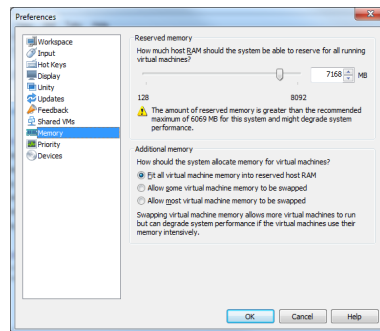 Preferences
Workspace
Input
Hot Keys
Display
Unity
Updates
Feedback
Shared VMs
Memory
Priority
Devices
Reserved memory
How much host RAM should the system be able to reserve for all running
virtual machines?
7168 MB
128 8092
The amount of reserved memory is greater than the recommended
maximum of 6069 MB for this system and might degrade system
performance.
Additional memory
How should the system allocate memory for virtual machines?
Fit all virtual machine memory into reserved host RAM
Allow some virtual machine memory to be swapped
Allow most virtual machine memory to be swapped
Swapping virtual machine memory allows more virtual machines to run
but can degrade system performance if the virtual machines use their
memory intensively.
OK Cancel Help